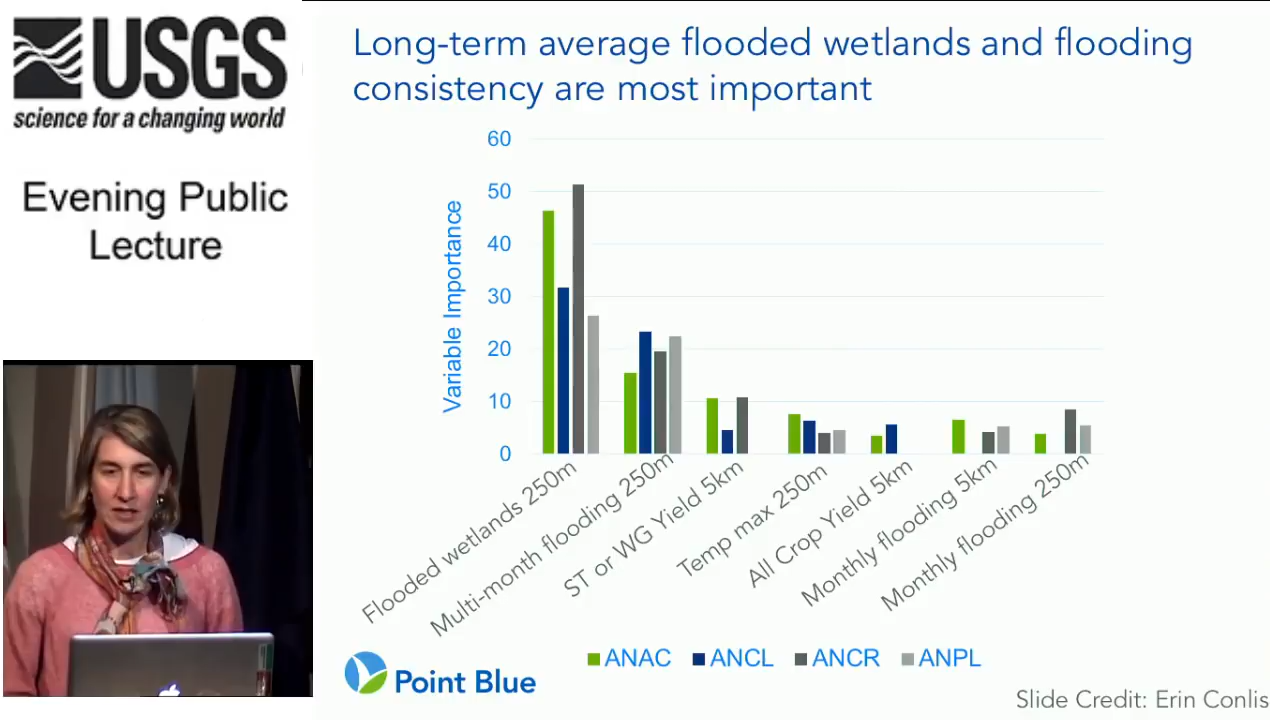 USGS
science for a changing world
Evening Public
Lecture
Long-term average flooded wetlands and flooding
consistency are most important
Variable Importance
60
50
40
30
20
10
0
Flooded wetlands 250m
Multi-month flooding 250m
ST or WG Yield 5km
Temp max 250m
All Crop Yield 5km
Monthly flooding 5km
Monthly flooding 250m
ANAC ANCL ANCR ANPL
Point Blue
Slide Credit: Erin Conlis